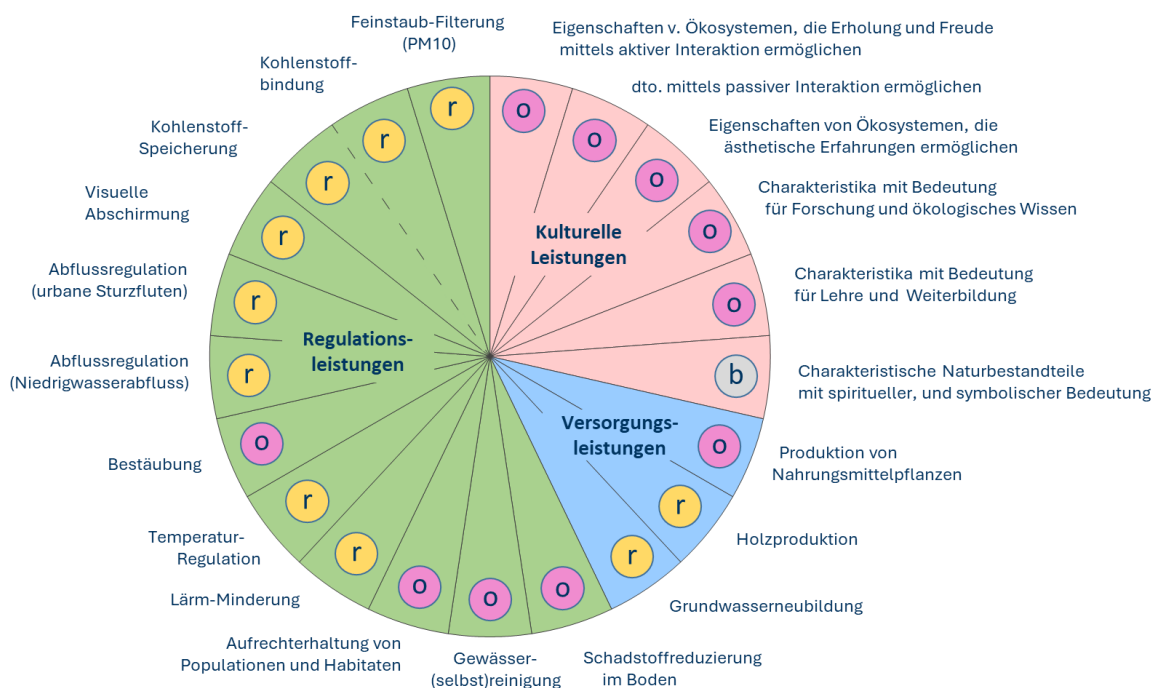 Feinstaub-Filterung
(PM10)
Eigenschaften v. Ökosystemen, die Erholung und Freude
mittels aktiver Interaktion ermöglichen
dto. mittels passiver Interaktion ermöglichen
Eigenschaften von Ökosystemen, die
ästhetische Erfahrungen ermöglichen
Charakteristika mit Bedeutung
für Forschung und ökologisches Wissen
Charakteristika mit Bedeutung
für Lehre und Weiterbildung
Charakteristische Naturbestandteile
mit spiritueller, und symbolischer Bedeutung
Produktion von
Nahrungsmittelpflanzen
Holzproduktion
Grundwasserneubildung
Schadstoffreduzierung
im Boden
Gewässer-
(selbst)reinigung
Aufrechterhaltung von
Populationen und Habitaten
Lärm-Minderung
Temperatur-
Regulation
Bestäubung
Abflussregulation
(Niedrigwasserabfluss)
Abflussregulation
(urbane Sturzfluten)
Visuelle
Abschirmung
Kohlenstoff-
Speicherung
Kohlenstoff-
bindung
Kulturelle
Leistungen
Versorgungs-
leistungen
Regulations-
leistungen
o
o
o
o
o
b
o
r
r
o
o
o
r
r
o
r
r
r
r
r
r